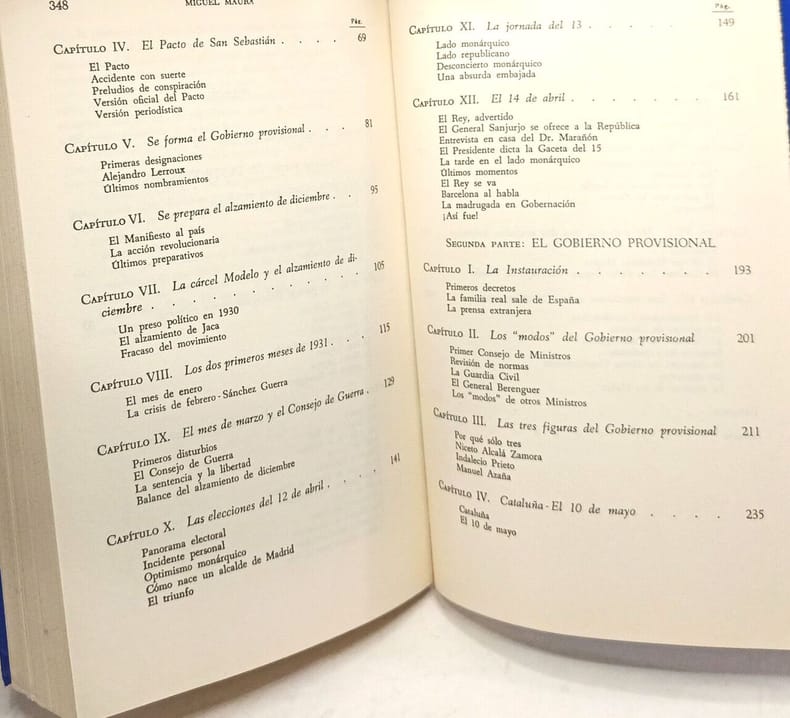 348
MIGUEL MAURA
Pág.
CAPÍTULO IV. El Pacto de San Sebastián . . . . 69
El Pacto
Accidente con suerte
Preludios de conspiración
Versión oficial del Pacto
Versión periodística
CAPÍTULO V. Se forma el Gobierno provisional . . . 81
Primeras designaciones
Alejandro Lerroux
Últimos nombramientos
CAPÍTULO VI. Se prepara el alzamiento de diciembre . . 95
El Manifiesto al país
La acción revolucionaria
Últimos preparativos
CAPÍTULO VII. La cárcel Modelo y el alzamiento de di-
ciembre . . . . . . . . . . . 105
Un preso político en 1930
El alzamiento de Jaca
Fracaso del movimiento
CAPÍTULO VIII. Los dos primeros meses de 1931 . . . 115
El mes de enero
La crisis de febrero - Sánchez Guerra
CAPÍTULO IX. El mes de marzo y el Consejo de Guerra . 129
Primeros disturbios
El Consejo de Guerra
La sentencia y la libertad
Balance del alzamiento de diciembre
CAPÍTULO X. Las elecciones del 12 de abril . . . . 141
Panorama electoral
Incidente personal
Optimismo monárquico
Cómo nace un alcalde de Madrid
El triunfo
Pág.
CAPÍTULO XI. La jornada del 13 . . . . . 149
Lado monárquico
Lado republicano
Desconcierto monárquico
Una absurda embajada
CAPÍTULO XII. El 14 de abril . . . . . . . 161
El Rey, advertido
El General Sanjurjo se ofrece a la República
Entrevista en casa del Dr. Marañón
El Presidente dicta la Gaceta del 15
La tarde en el lado monárquico
Últimos momentos
El Rey se va
Barcelona al habla
La madrugada en Gobernación
¡Así fue!
SEGUNDA PARTE: EL GOBIERNO PROVISIONAL
CAPÍTULO I. La Instauración . . . . . . . 193
Primeros decretos
La familia real sale de España
La prensa extranjera
CAPÍTULO II. Los "modos" del Gobierno provisional 201
Primer Consejo de Ministros
Revisión de normas
La Guardia Civil
El General Berenguer
Los "modos" de otros Ministros
CAPÍTULO III. Las tres figuras del Gobierno provisional 211
Por qué sólo tres
Niceto Alcalá Zamora
Indalecio Prieto
Manuel Azaña
CAPÍTULO IV. Cataluña - El 10 de mayo . . . . 235
Cataluña
El 10 de mayo